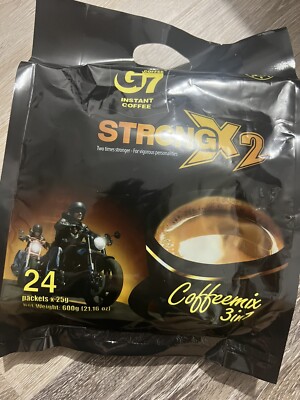 G7
INSTANT
COFFEE
STRONG X2
Two times stronger - For vigorous personalities
24
packets x 25g
Net Weight: 600g (21.16 oz)
Coffeemix
3in1